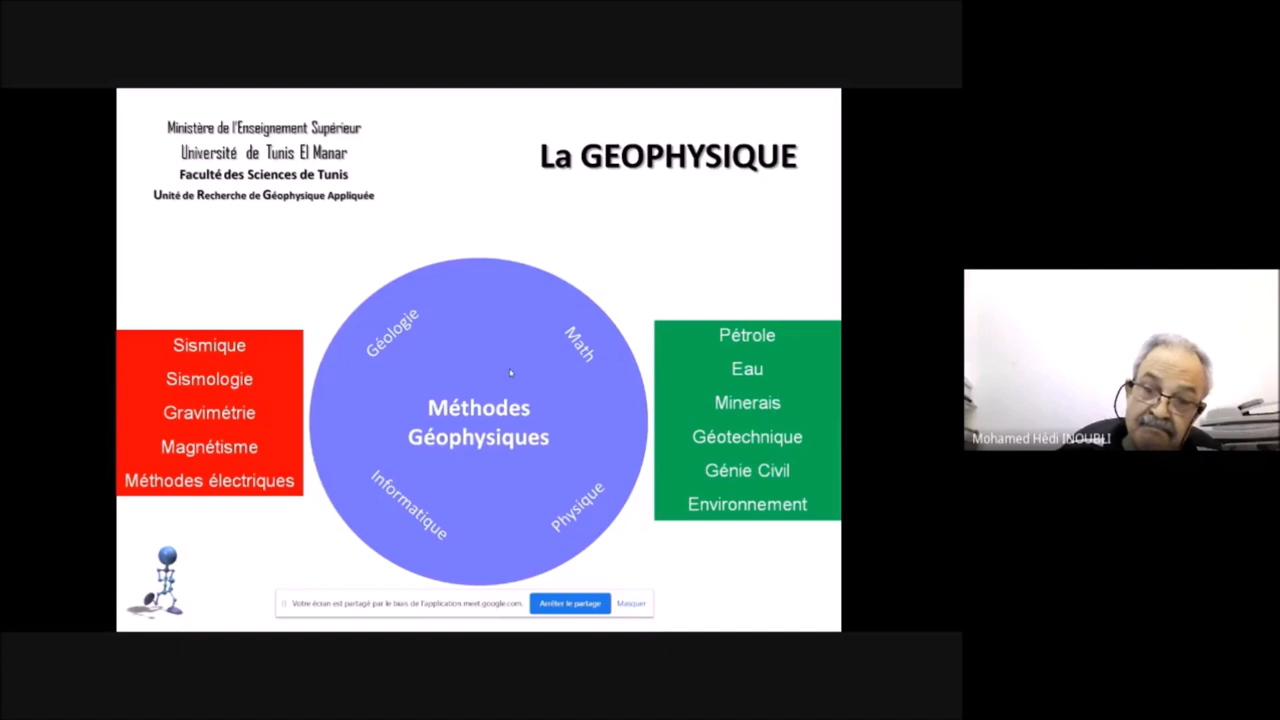 Ministère de l'Enseignement Supérieur
Université de Tunis El Manar
Faculté des Sciences de Tunis
Unité de Recherche de Géophysique Appliquée
La GEOPHYSIQUE
Sismique
Sismologie
Gravimétrie
Magnétisme
Méthodes électriques
Géologie
Math
Méthodes
Géophysiques
Informatique
Physique
Pétrole
Eau
Minerais
Géotechnique
Génie Civil
Environnement
Votre écran est partagé par le biais de l'application meet.google.com.
Arrêter le partage
Masquer
Mohamed Hédi INOUBLI